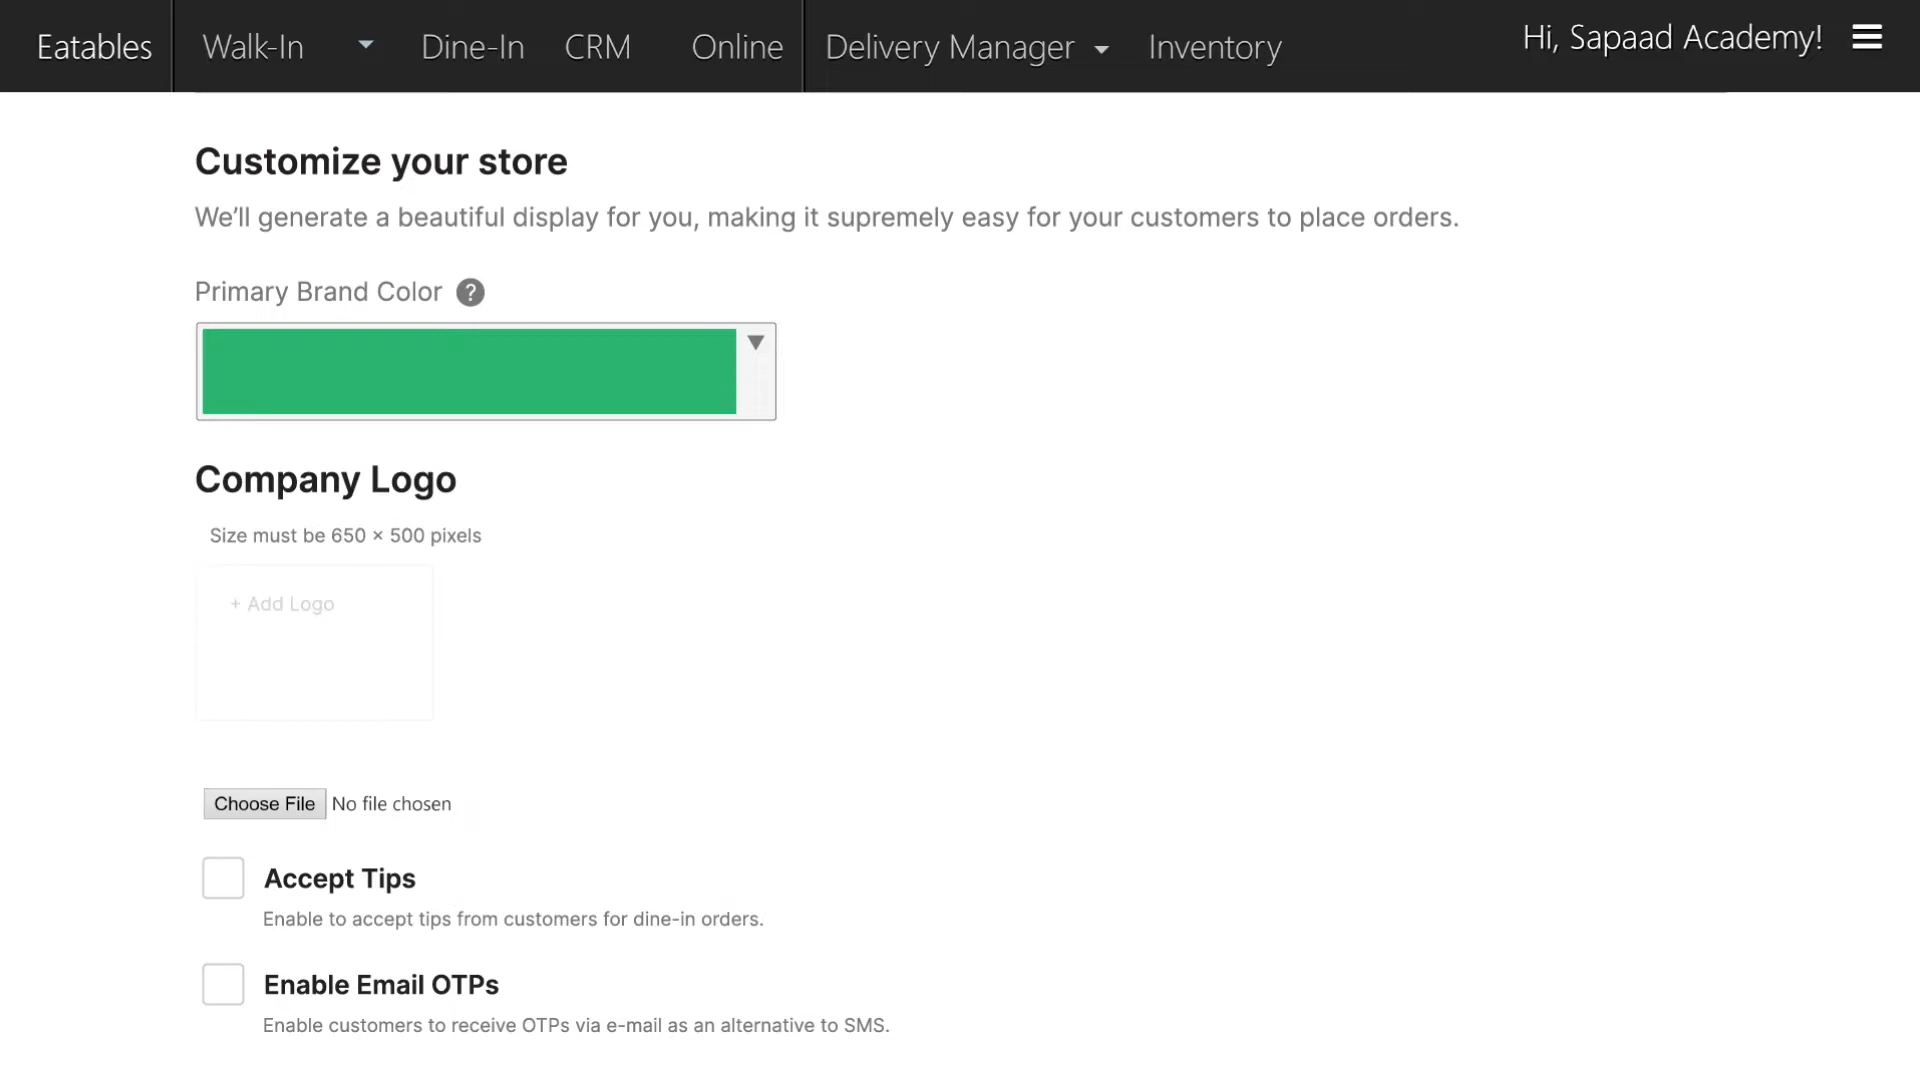 Eatables Walk-In Dine-In CRM Online Delivery Manager Inventory Hi, Sapaad Academy!
Customize your store
We’ll generate a beautiful display for you, making it supremely easy for your customers to place orders.
Primary Brand Color ?
Company Logo
Size must be 650 × 500 pixels
+ Add Logo
Choose File No file chosen
Accept Tips
Enable to accept tips from customers for dine-in orders.
Enable Email OTPs
Enable customers to receive OTPs via e-mail as an alternative to SMS.